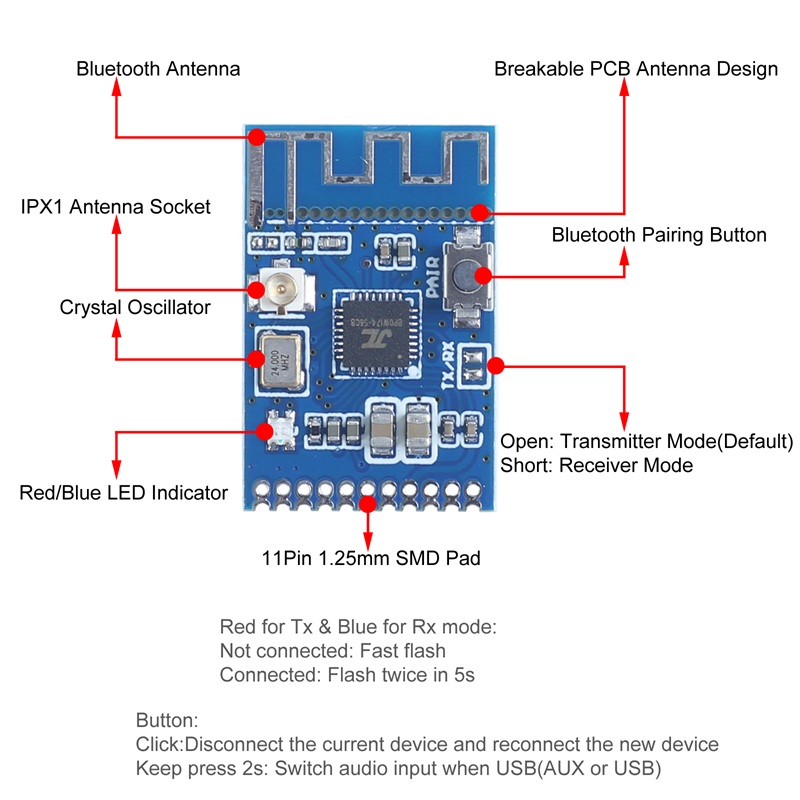 Bluetooth Antenna
Breakable PCB Antenna Design
IPX1 Antenna Socket
Bluetooth Pairing Button
PAIR
Crystal Oscillator
JL
24.000
MHZ
TX/RX
Open: Transmitter Mode(Default)
Short: Receiver Mode
Red/Blue LED Indicator
11Pin 1.25mm SMD Pad
Red for Tx & Blue for Rx mode:
Not connected: Fast flash
Connected: Flash twice in 5s
Button:
Click:Disconnect the current device and reconnect the new device
Keep press 2s: Switch audio input when USB(AUX or USB)